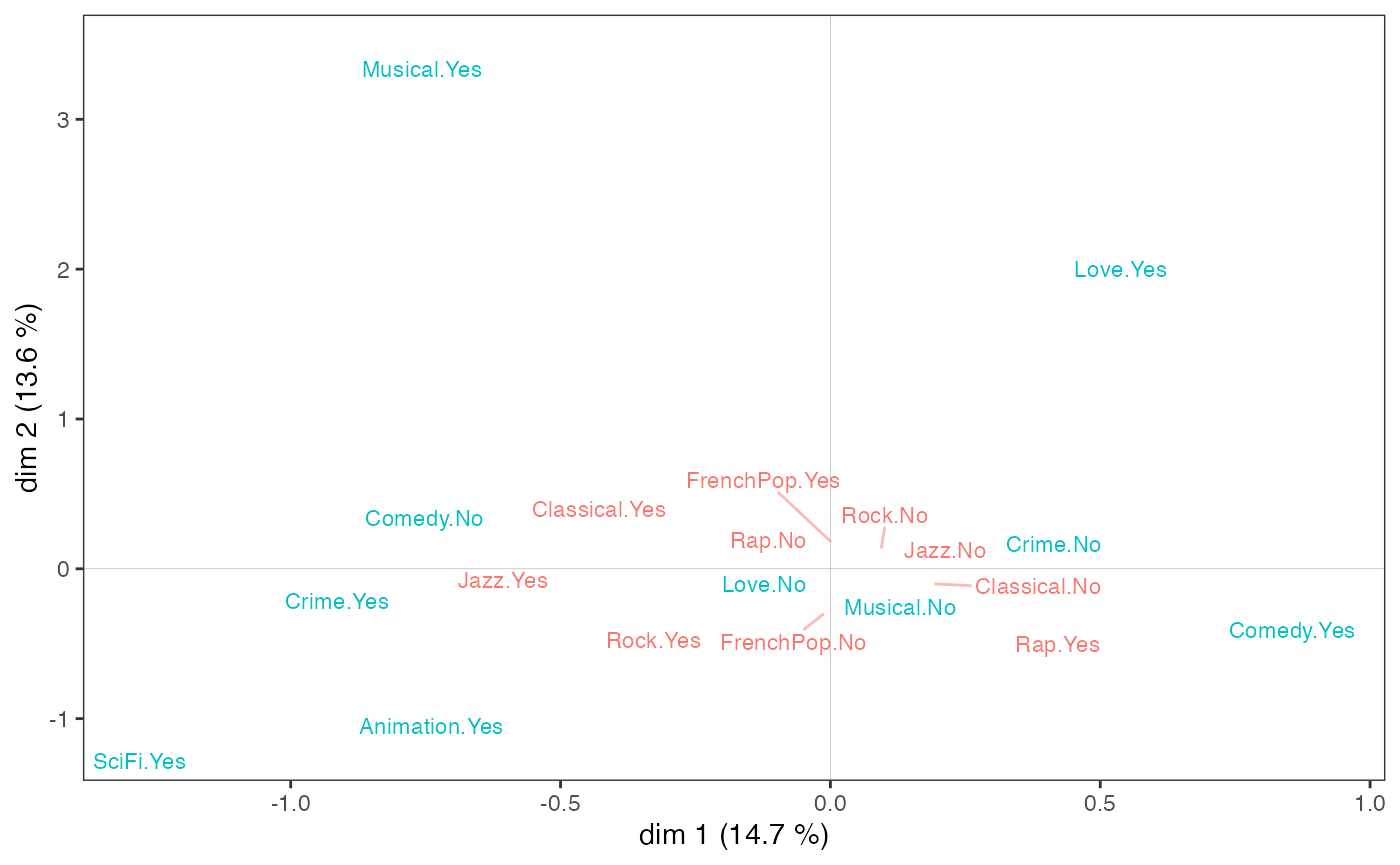 Musical.Yes
3
Love.Yes
2
dim 2 (13.6 %)
1
FrenchPop.Yes
Classical.Yes
Rock.No
Comedy.No
Rap.No
Crime.No
Jazz.No
0
Jazz.Yes
Love.No
Classical.No
Crime.Yes
Musical.No
Comedy.Yes
Rock.Yes
FrenchPop.No
Rap.Yes
-1
Animation.Yes
SciFi.Yes
-1.0
-0.5
0.0
0.5
1.0
dim 1 (14.7 %)